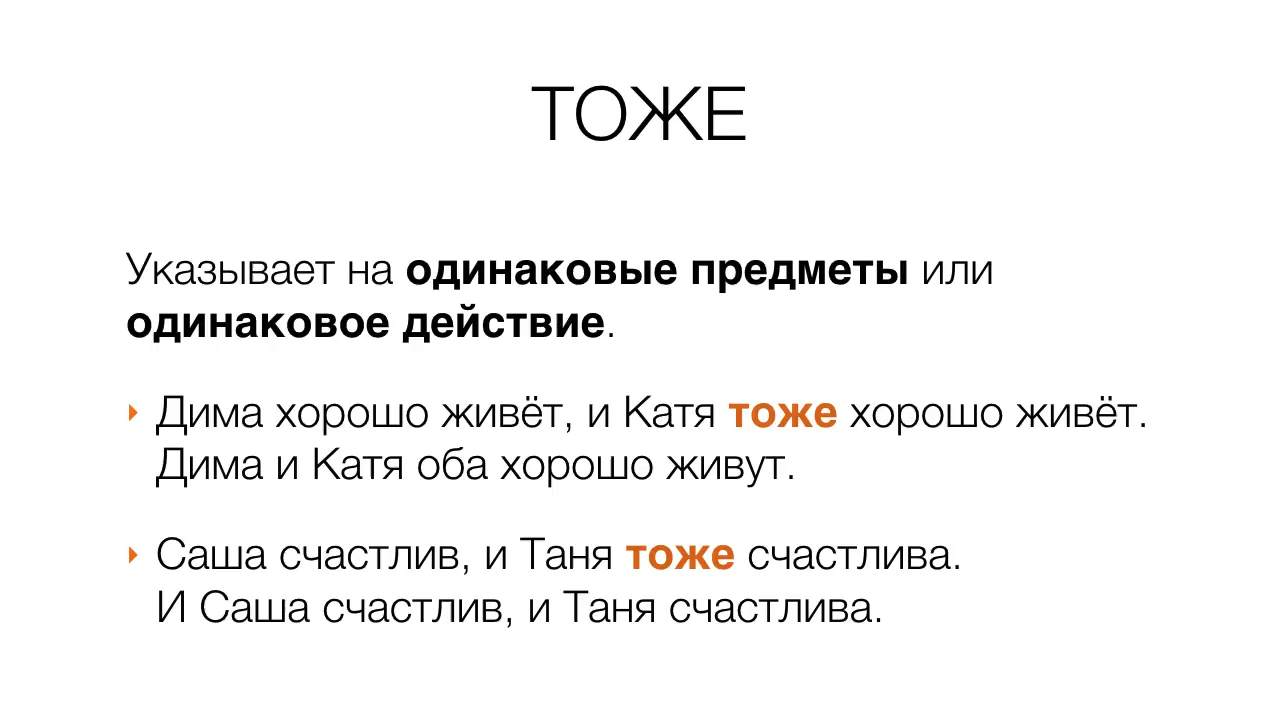 ТОЖЕ
Указывает на одинаковые предметы или
одинаковое действие.
‣ Дима хорошо живёт, и Катя тоже хорошо живёт.
Дима и Катя оба хорошо живут.
‣ Саша счастлив, и Таня тоже счастлива.
И Саша счастлив, и Таня счастлива.